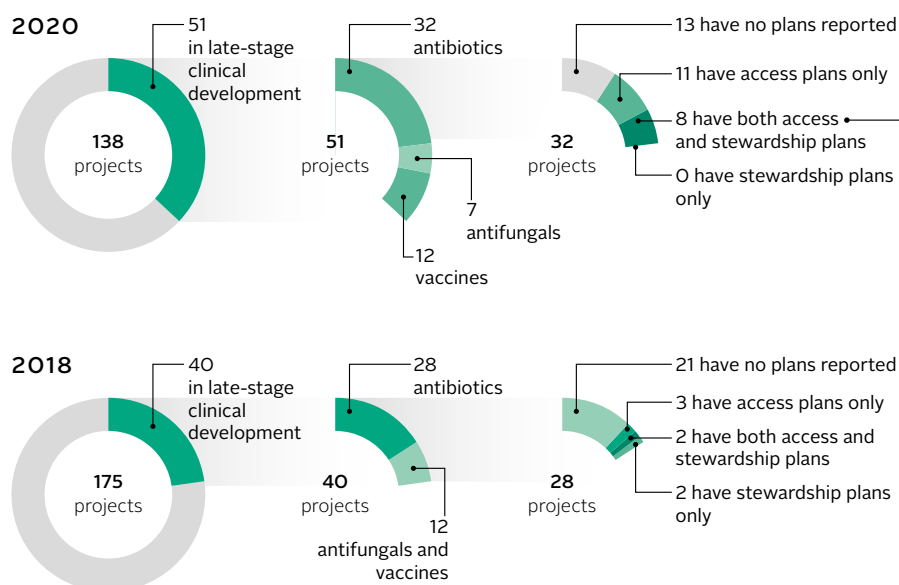 2020
51
in late-stage
clinical
development
138
projects
32
antibiotics
51
projects
7
antifungals
12
vaccines
13 have no plans reported
11 have access plans only
8 have both access
and stewardship plans
0 have stewardship plans
only
32
projects
2018
40
in late-stage
clinical
development
175
projects
28
antibiotics
40
projects
12
antifungals and
vaccines
21 have no plans reported
3 have access plans only
2 have both access and
stewardship plans
2 have stewardship plans
only
28
projects